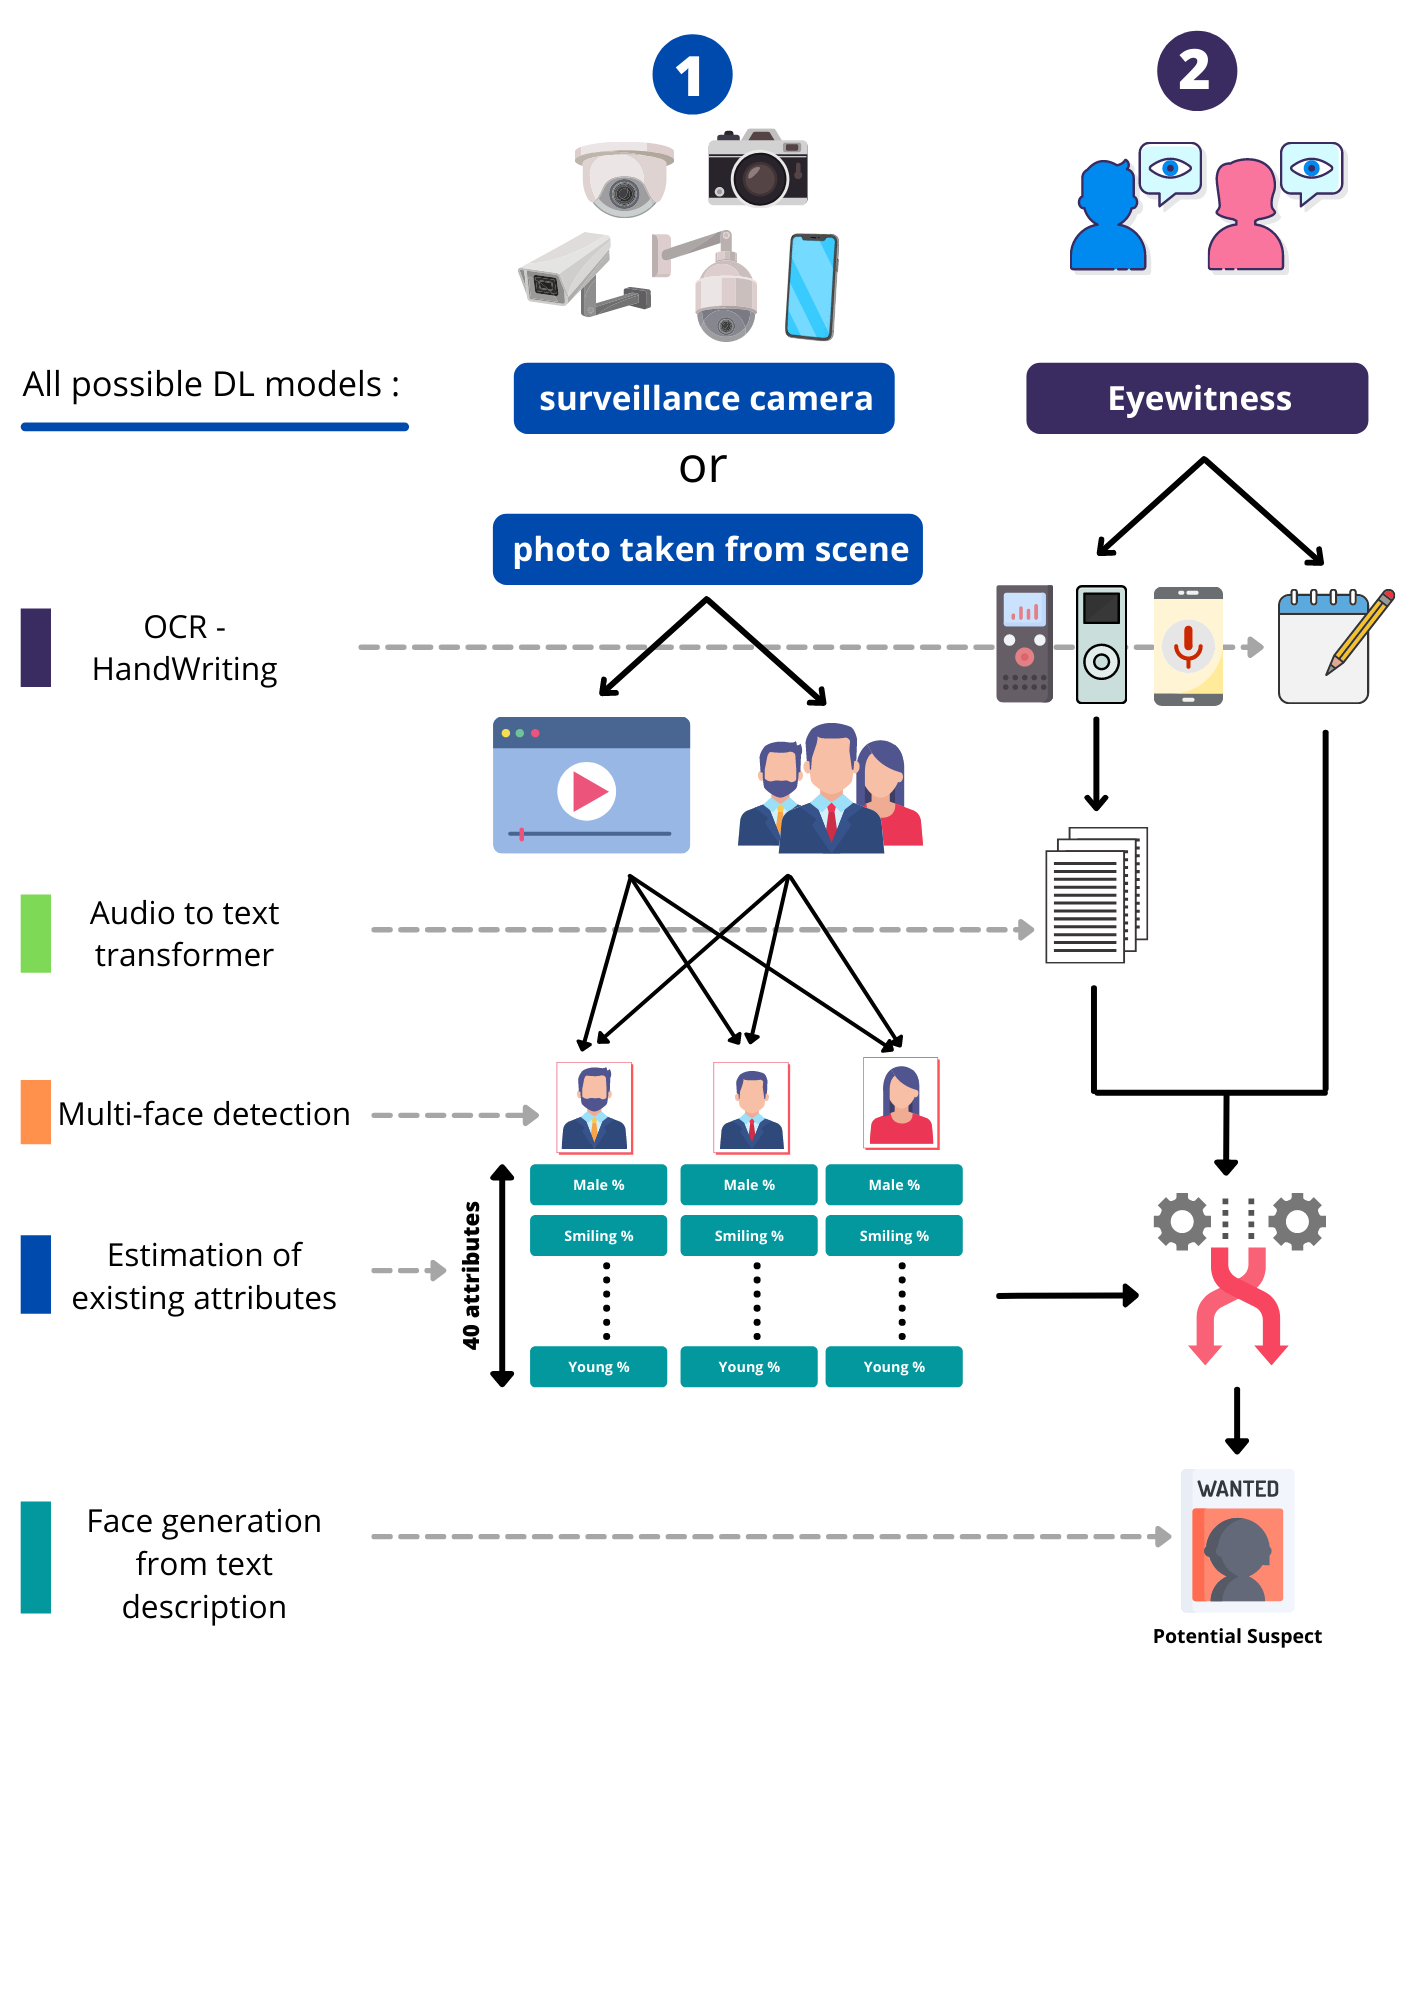 1
2
All possible DL models :
surveillance camera
Eyewitness
or
photo taken from scene
OCR -
HandWriting
Audio to text
transformer
Multi-face detection
Male %
Male %
Male %
40 attributes
Smiling %
Smiling %
Smiling %
Estimation of
existing attributes
Young %
Young %
Young %
WANTED
Face generation
from text
description
Potential Suspect